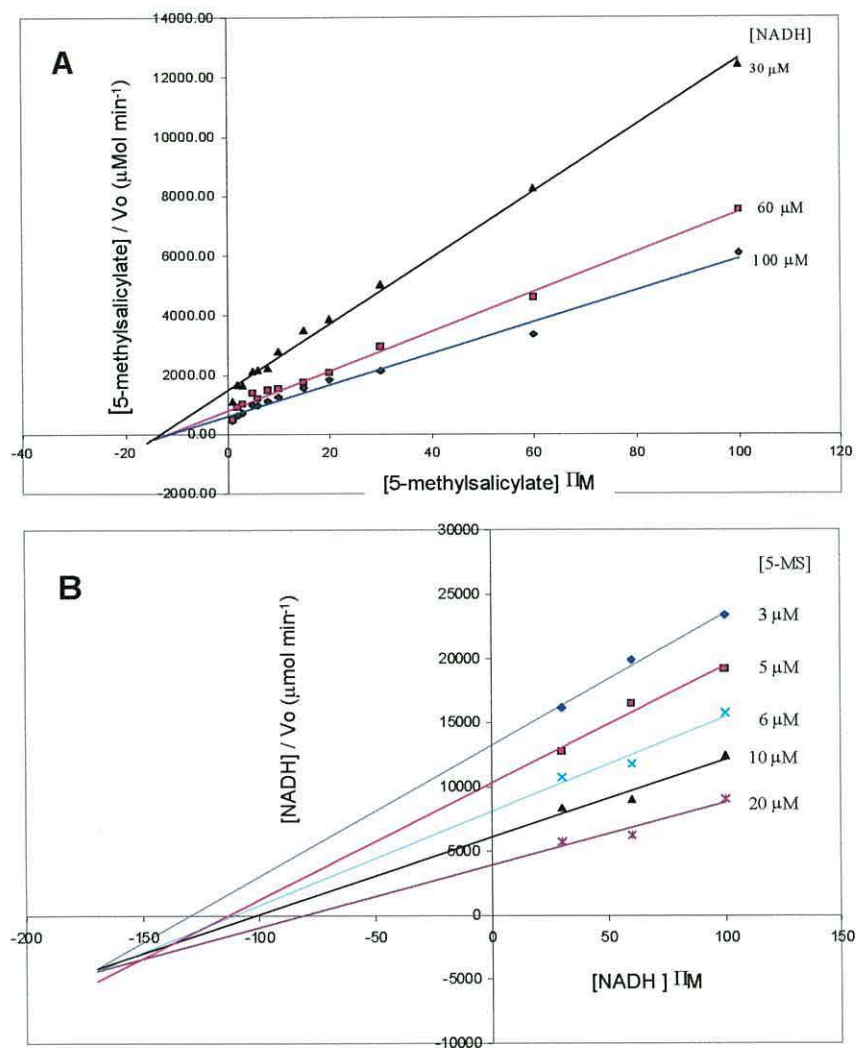 A
[5-methylsalicylate] / Vo (µMol min⁻¹)
14000.00
12000.00
10000.00
8000.00
6000.00
4000.00
2000.00
0.00
-2000.00
-40
-20
0
20
40
60
80
100
120
[5-methylsalicylate] ΠM
[NADH]
30 µM
60 µM
100 µM
B
[NADH] / Vo (µmol min⁻¹)
30000
25000
20000
15000
10000
5000
0
-5000
-10000
-200
-150
-100
-50
0
50
100
150
[NADH ] ΠM
[5-MS]
3 µM
5 µM
6 µM
10 µM
20 µM